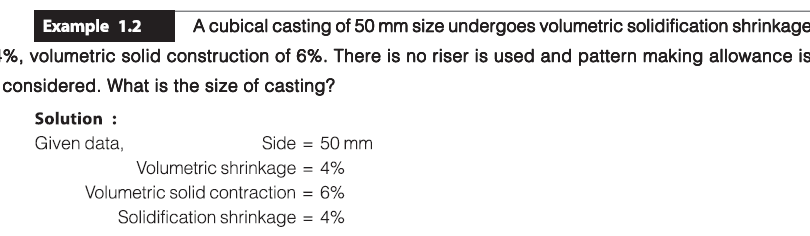 Example 1.2 A cubical casting of 50 mm size undergoes volumetric solidification shrinkage
%, volumetric solid construction of 6%. There is no riser is used and pattern making allowance is
considered. What is the size of casting?
Solution :
Given data, Side = 50 mm
Volumetric shrinkage = 4%
Volumetric solid contraction = 6%
Solidification shrinkage = 4%